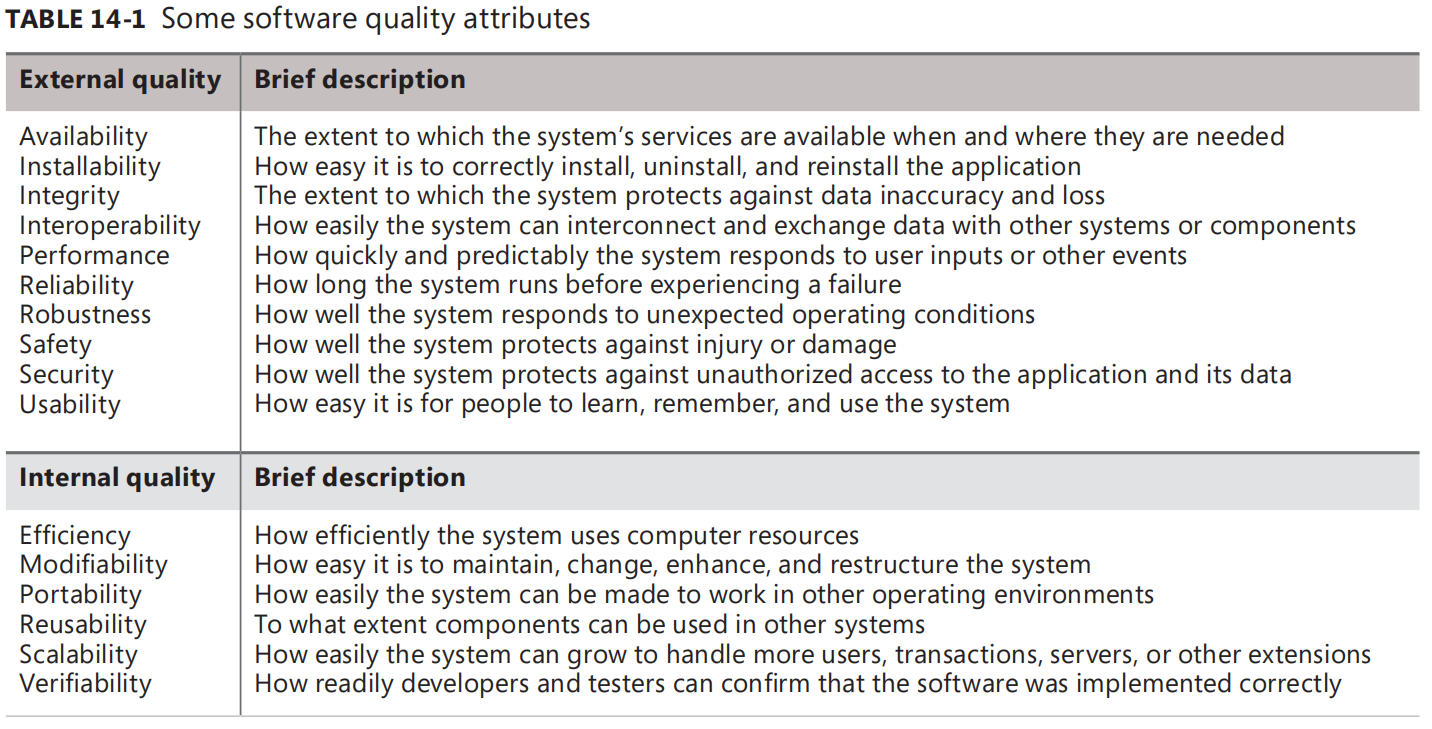 TABLE 14-1 Some software quality attributes
External quality Brief description
Availability The extent to which the system’s services are available when and where they are needed
Installability How easy it is to correctly install, uninstall, and reinstall the application
Integrity The extent to which the system protects against data inaccuracy and loss
Interoperability How easily the system can interconnect and exchange data with other systems or components
Performance How quickly and predictably the system responds to user inputs or other events
Reliability How long the system runs before experiencing a failure
Robustness How well the system responds to unexpected operating conditions
Safety How well the system protects against injury or damage
Security How well the system protects against unauthorized access to the application and its data
Usability How easy it is for people to learn, remember, and use the system
Internal quality Brief description
Efficiency How efficiently the system uses computer resources
Modifiability How easy it is to maintain, change, enhance, and restructure the system
Portability How easily the system can be made to work in other operating environments
Reusability To what extent components can be used in other systems
Scalability How easily the system can grow to handle more users, transactions, servers, or other extensions
Verifiability How readily developers and testers can confirm that the software was implemented correctly